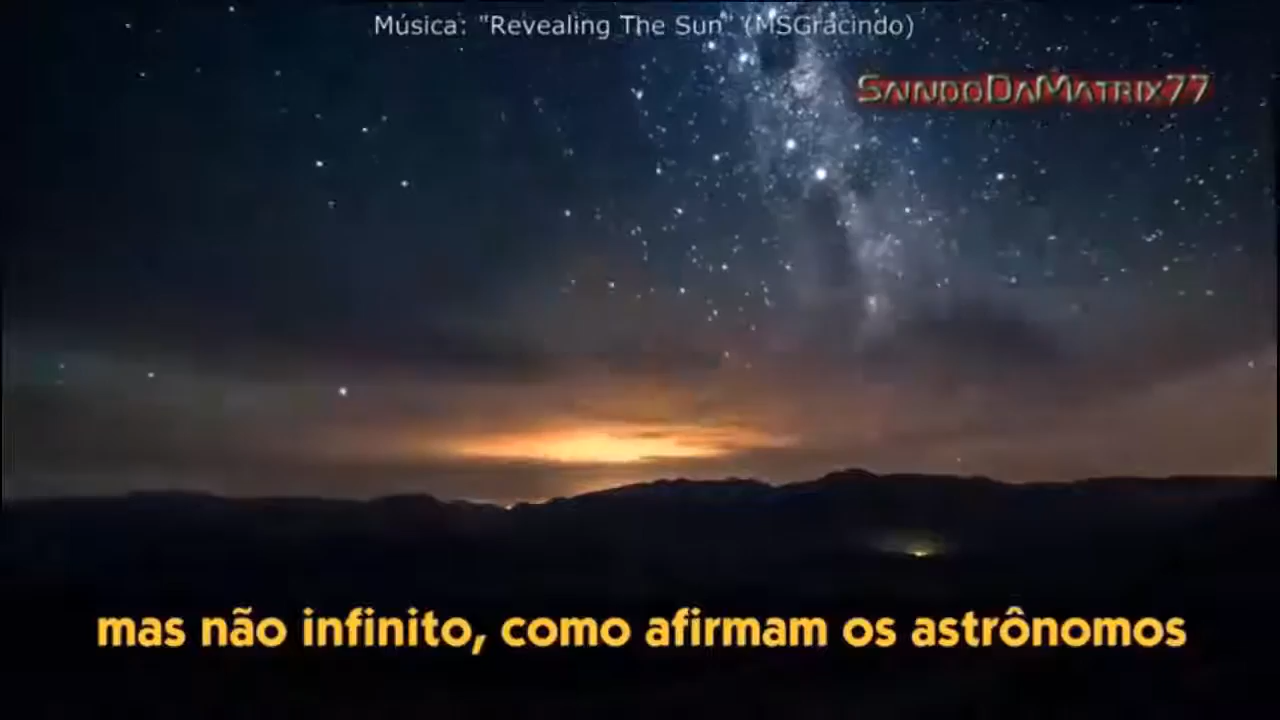 Música: "Revealing The Sun" (MSGracindo)
SaindoDaMatrix77
mas não infinito, como afirmam os astrônomos